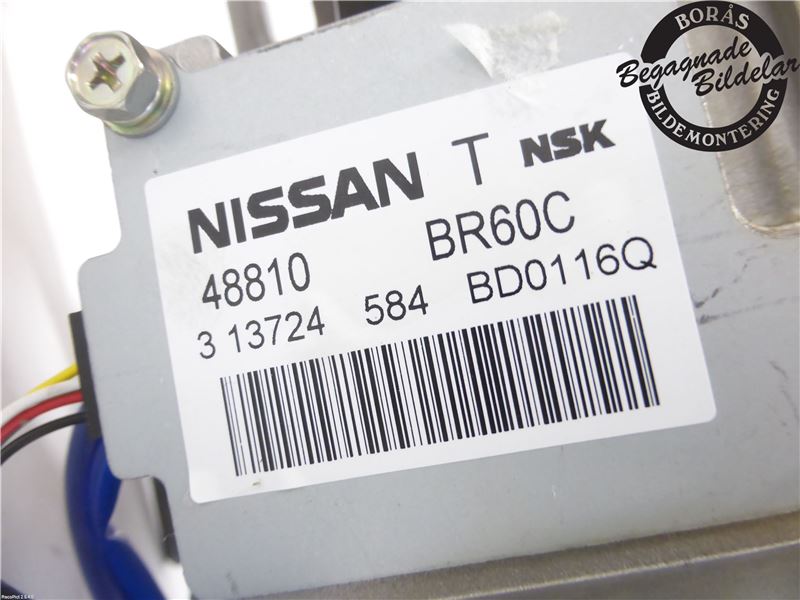 BORÅS
Begagnade
Bildelar
BILDEMONTERING
NISSAN T NSK
48810 BR60C
3 13724 584 BD0116Q